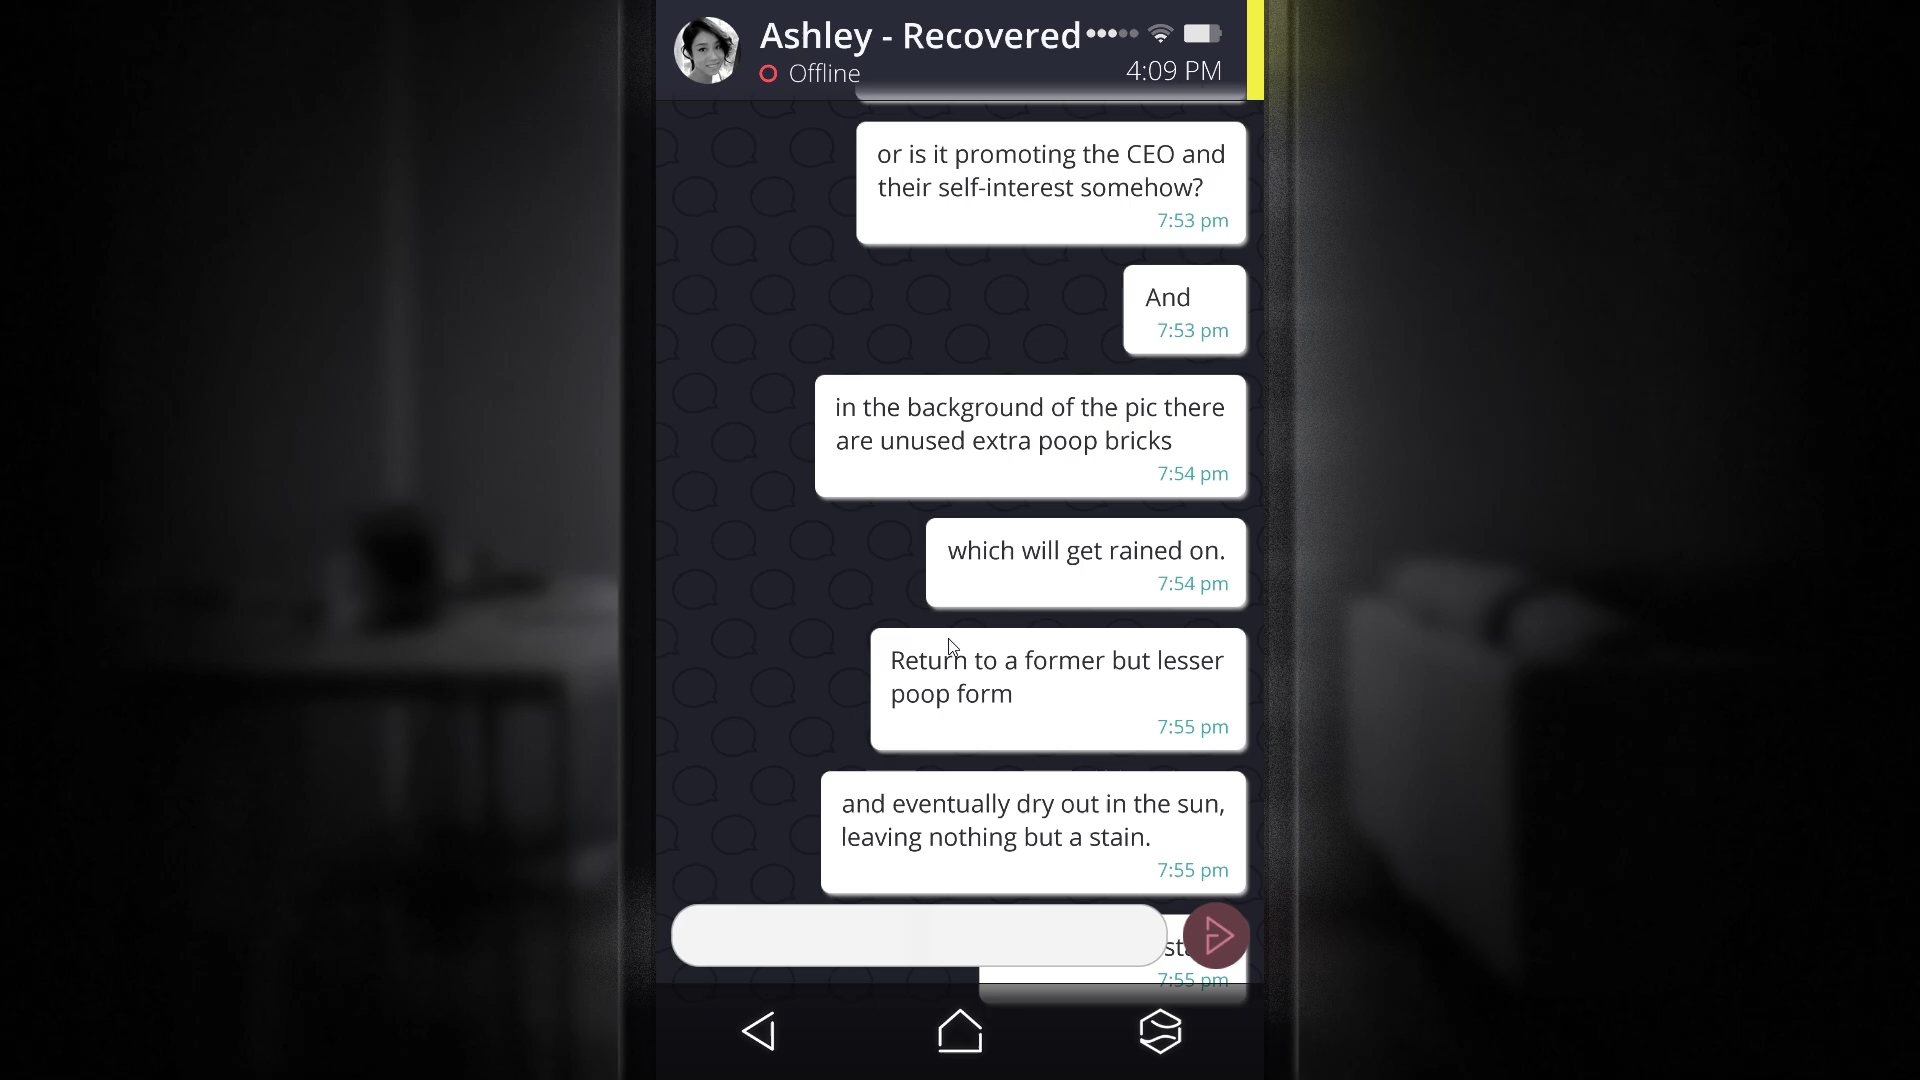 Ashley - Recovered
Offline
4:09 PM
or is it promoting the CEO and
their self-interest somehow?
7:53 pm
And
7:53 pm
in the background of the pic there
are unused extra poop bricks
7:54 pm
which will get rained on.
7:54 pm
Return to a former but lesser
poop form
7:55 pm
and eventually dry out in the sun,
leaving nothing but a stain.
7:55 pm
7:55 pm